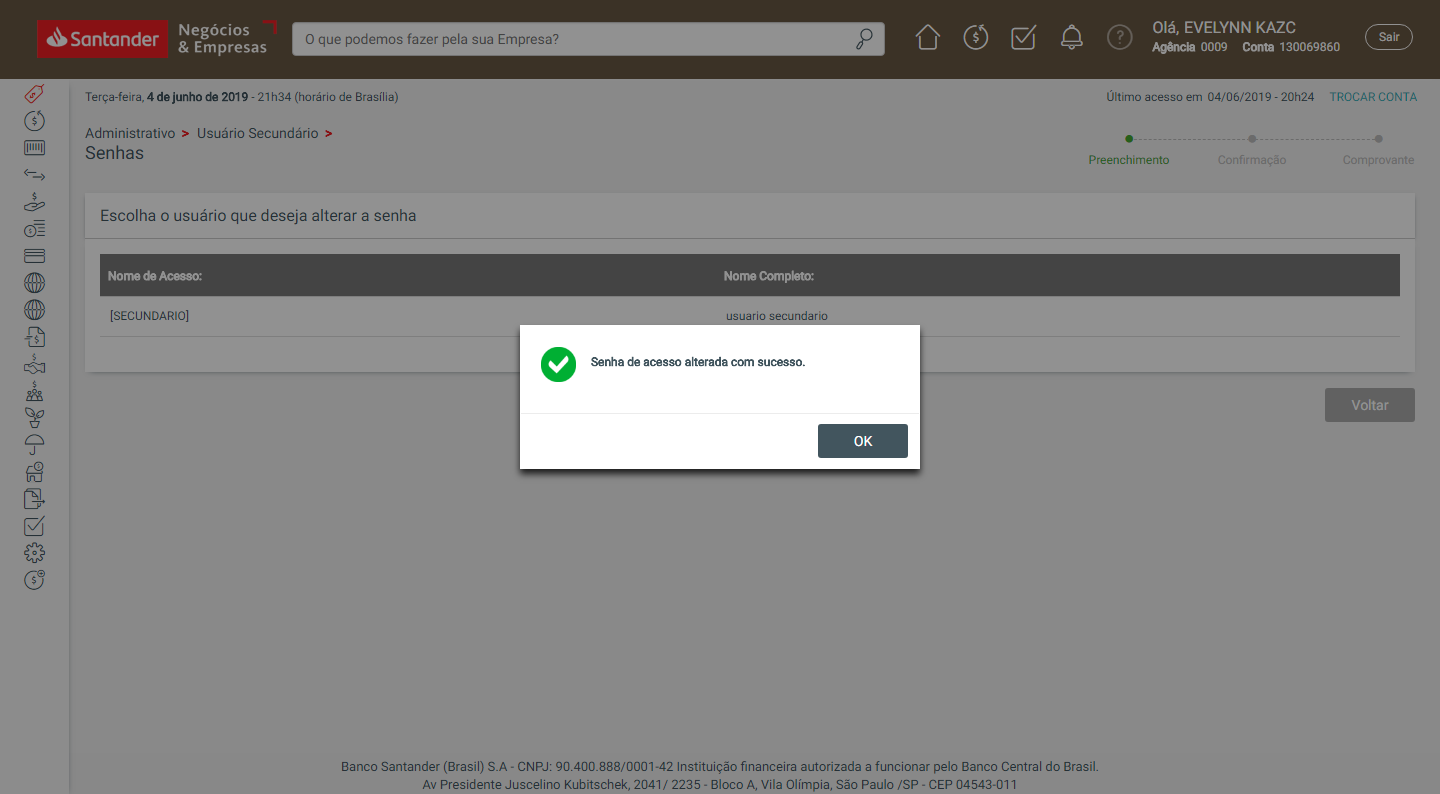 Santander
Negócios
& Empresas
O que podemos fazer pela sua Empresa?
?
Olá, EVELYNN KAZC
Agência 0009 Conta 130069860
Sair
Terça-feira, 4 de junho de 2019 - 21h34 (horário de Brasília)
Último acesso em 04/06/2019 - 20h24 TROCAR CONTA
Administrativo > Usuário Secundário >
Senhas
Preenchimento Confirmação Comprovante
Escolha o usuário que deseja alterar a senha
Nome de Acesso: Nome Completo:
[SECUNDARIO] usuario secundario
Senha de acesso alterada com sucesso.
OK
Voltar
Banco Santander (Brasil) S.A - CNPJ: 90.400.888/0001-42 Instituição financeira autorizada a funcionar pelo Banco Central do Brasil.
Av Presidente Juscelino Kubitschek, 2041/ 2235 - Bloco A, Vila Olímpia, São Paulo /SP - CEP 04543-011